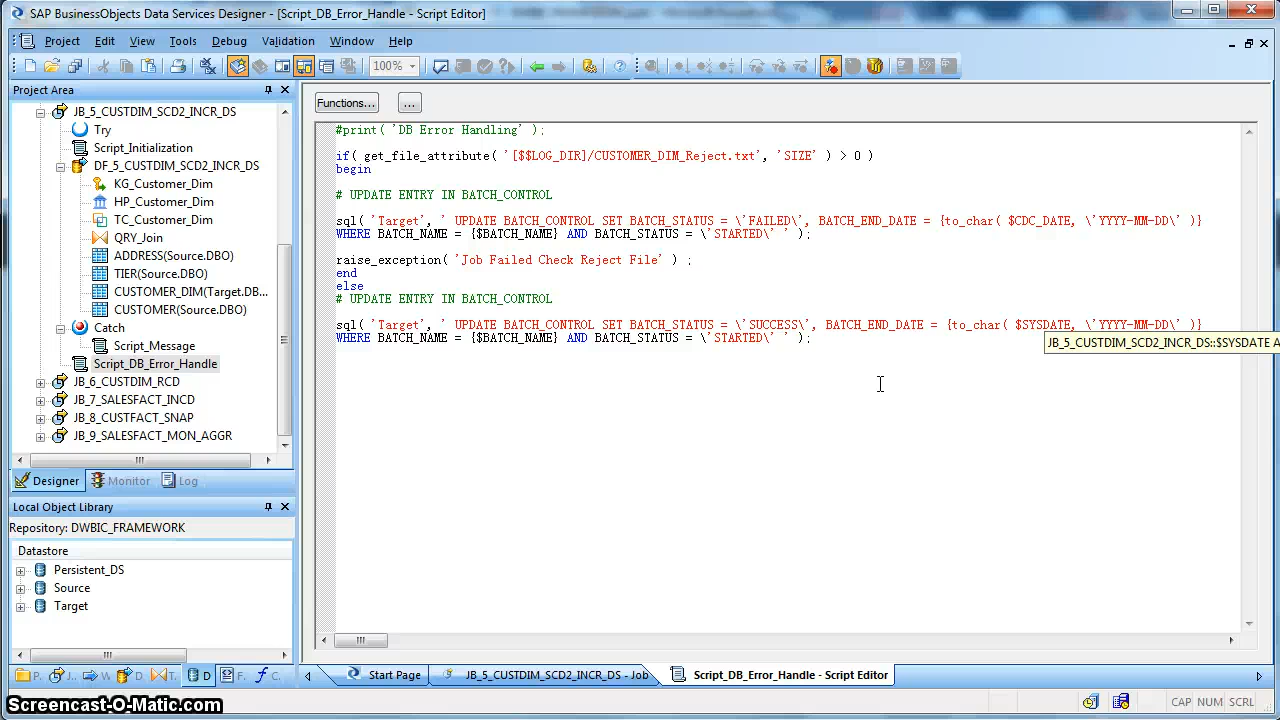 SAP BusinessObjects Data Services Designer - [Script_DB_Error_Handle - Script Editor]
Project Edit View Tools Debug Validation Window Help
100%
Project Area
JB_5_CUSTDIM_SCD2_INCR_DS
Try
Script_Initialization
DF_5_CUSTDIM_SCD2_INCR_DS
KG_Customer_Dim
HP_Customer_Dim
TC_Customer_Dim
QRY_Join
ADDRESS(Source.DBO)
TIER(Source.DBO)
CUSTOMER_DIM(Target.DB...
CUSTOMER(Source.DBO)
Catch
Script_Message
Script_DB_Error_Handle
JB_6_CUSTDIM_RCD
JB_7_SALESFACT_INCD
JB_8_CUSTFACT_SNAP
JB_9_SALESFACT_MON_AGGR
Designer Monitor Log
Local Object Library
Repository: DWBIC_FRAMEWORK
Datastore
Persistent_DS
Source
Target
P. J. W D. T. D F. C.
Functions... ...
#print( 'DB Error Handling' );
if( get_file_attribute( '[$$LOG_DIR]/CUSTOMER_DIM_Reject.txt', 'SIZE' ) > 0 )
begin
# UPDATE ENTRY IN BATCH_CONTROL
sql( 'Target', ' UPDATE BATCH_CONTROL SET BATCH_STATUS = \'FAILED\', BATCH_END_DATE = {to_char( $CDC_DATE, \'YYYY-MM-DD\' )}
WHERE BATCH_NAME = {$BATCH_NAME} AND BATCH_STATUS = \'STARTED\' ' );
raise_exception( 'Job Failed Check Reject File' ) ;
end
else
# UPDATE ENTRY IN BATCH_CONTROL
sql( 'Target', ' UPDATE BATCH_CONTROL SET BATCH_STATUS = \'SUCCESS\', BATCH_END_DATE = {to_char( $SYSDATE, \'YYYY-MM-DD\' )}
WHERE BATCH_NAME = {$BATCH_NAME} AND BATCH_STATUS = \'STARTED\' ' );
JB_5_CUSTDIM_SCD2_INCR_DS::$SYSDATE A
Start Page JB_5_CUSTDIM_SCD2_INCR_DS - Job Script_DB_Error_Handle - Script Editor
CAP NUM SCRL
Screencast-O-Matic.com